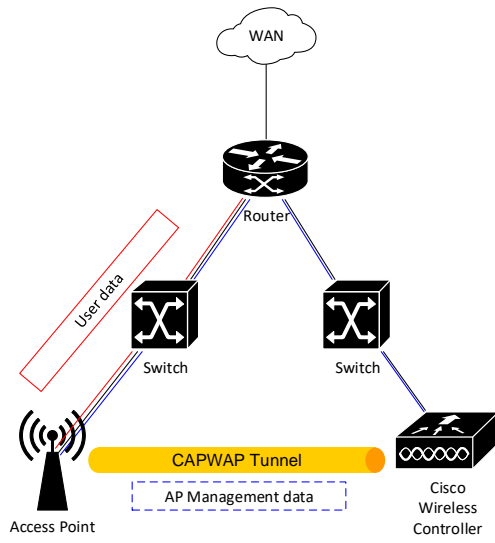 WAN
Router
User data
Switch
Switch
CAPWAP Tunnel
AP Management data
Access Point
Cisco
Wireless
Controller